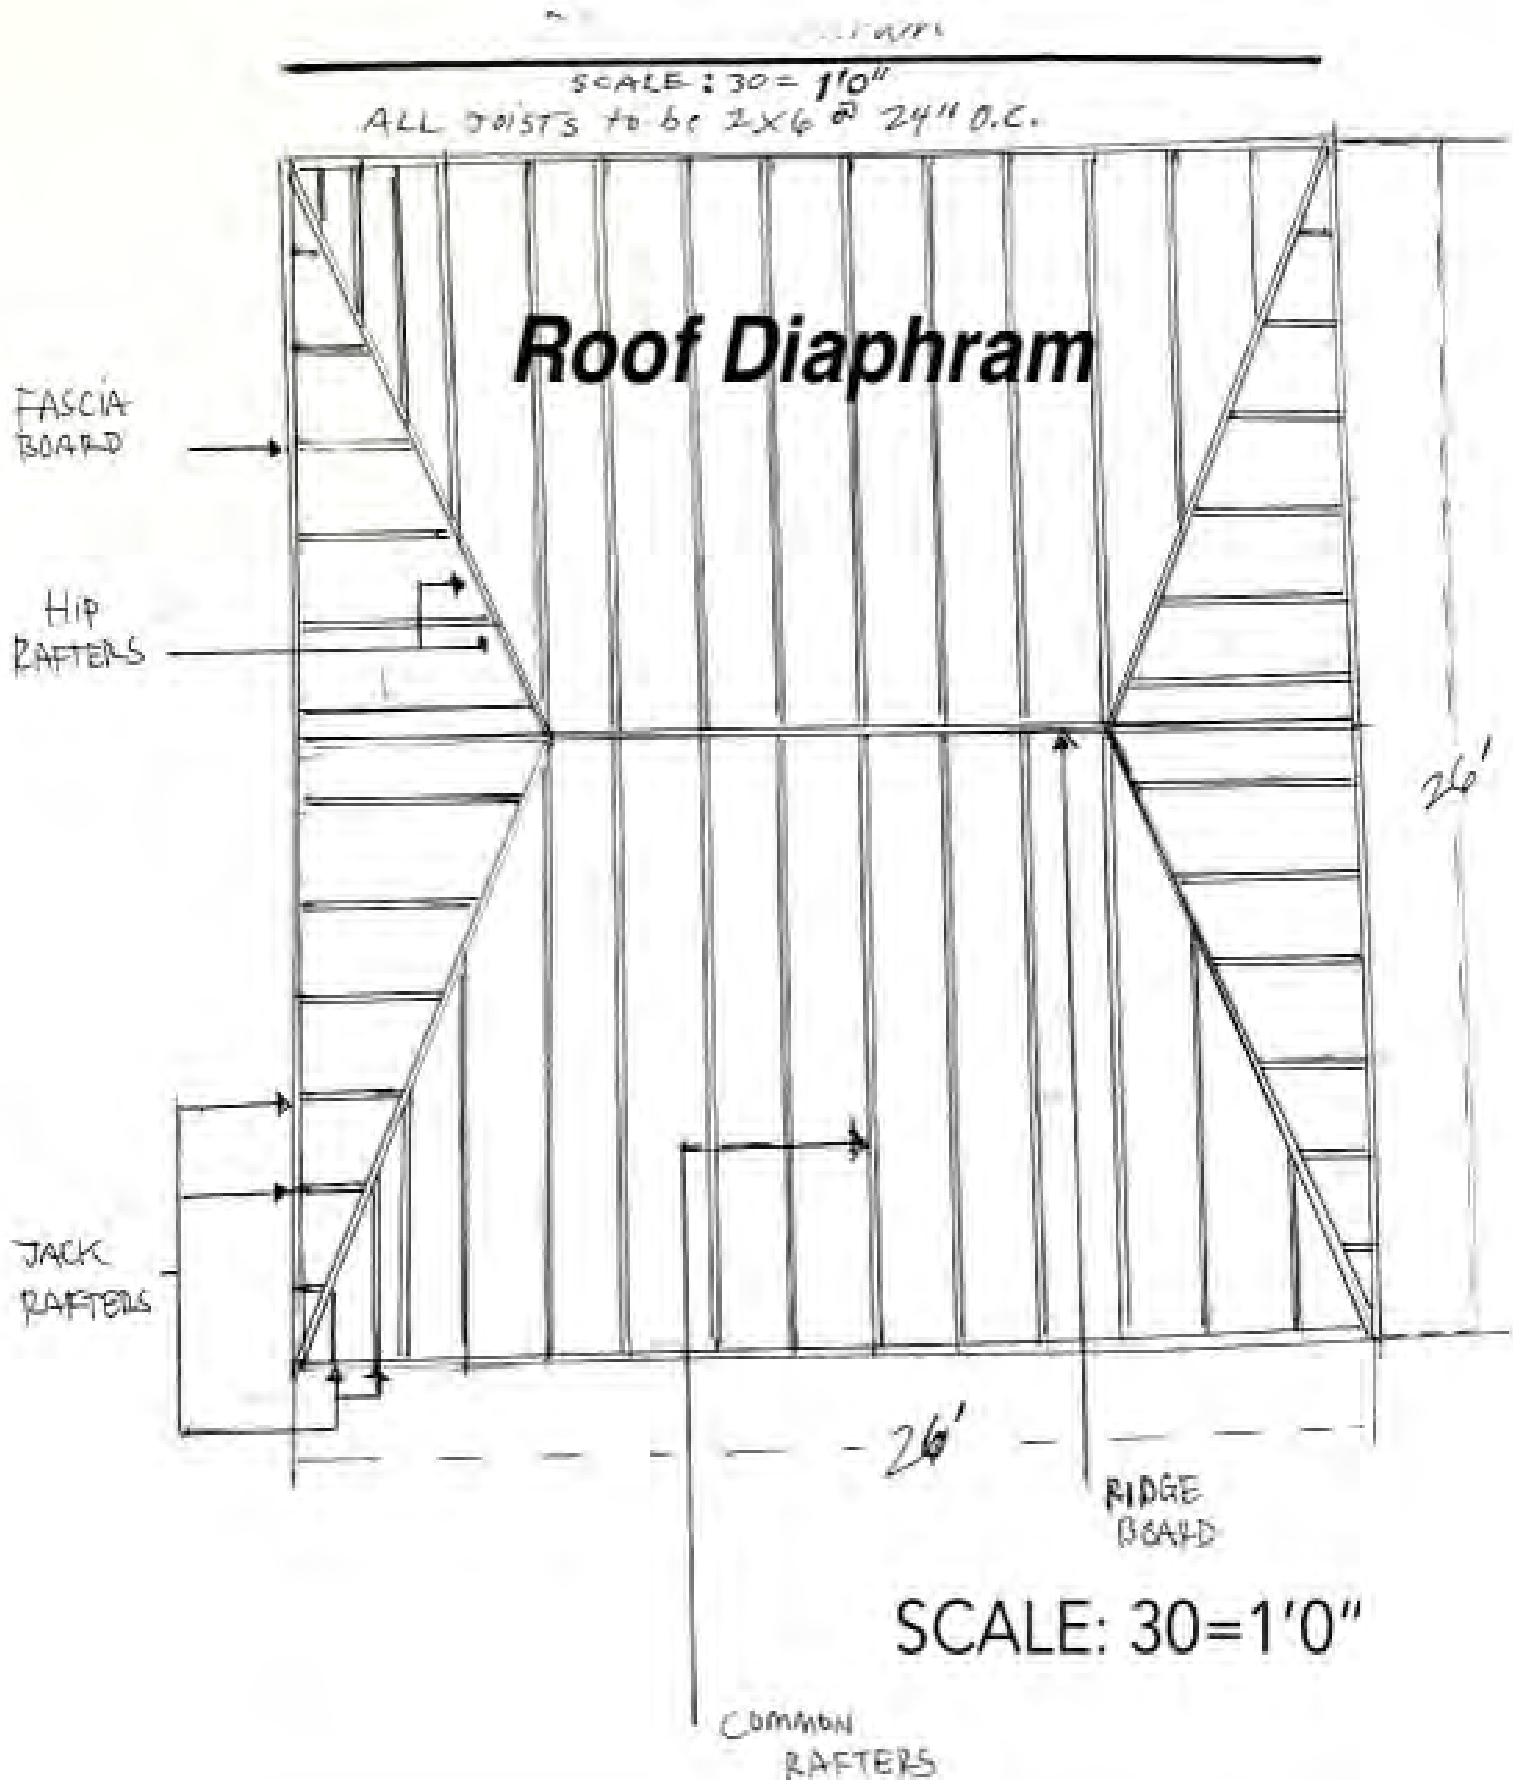 SCALE : 30 = 1'0"
ALL JOISTS to be 2X6 @ 24" O.C.
Roof Diaphram
FASCIA
BOARD
HIP
RAFTERS
26'
JACK
RAFTERS
26'
RIDGE
BOARD
SCALE: 30=1'0"
COMMON
RAFTERS